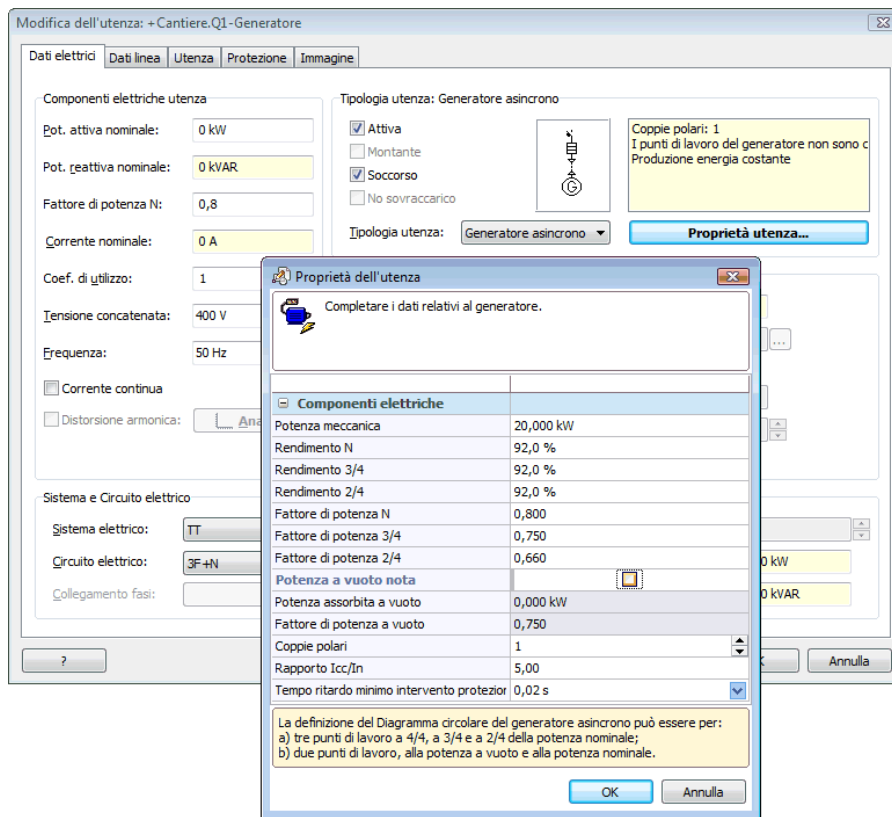 Modifica dell'utenza: +Cantiere.Q1-Generatore
Dati elettrici Dati linea Utenza Protezione Immagine
Componenti elettriche utenza
Pot. attiva nominale: 0 kW
Pot. reattiva nominale: 0 kVAR
Fattore di potenza N: 0,8
Corrente nominale: 0 A
Coef. di utilizzo: 1
Tensione concatenata: 400 V
Frequenza: 50 Hz
Corrente continua
Distorsione armonica: Ana
Tipologia utenza: Generatore asincrono
Attiva
Montante
Soccorso
No sovraccarico
G
Coppie polari: 1
I punti di lavoro del generatore non sono c
Produzione energia costante
Tipologia utenza: Generatore asincrono Proprietà utenza...
...
Sistema e Circuito elettrico
Sistema elettrico: TT
Circuito elettrico: 3F+N
Collegamento fasi:
0 kW
0 kVAR
? Annulla
Proprietà dell'utenza
Completare i dati relativi al generatore.
Componenti elettriche
Potenza meccanica 20,000 kW
Rendimento N 92,0 %
Rendimento 3/4 92,0 %
Rendimento 2/4 92,0 %
Fattore di potenza N 0,800
Fattore di potenza 3/4 0,750
Fattore di potenza 2/4 0,660
Potenza a vuoto nota
Potenza assorbita a vuoto 0,000 kW
Fattore di potenza a vuoto 0,750
Coppie polari 1
Rapporto Icc/In 5,00
Tempo ritardo minimo intervento protezior 0,02 s
La definizione del Diagramma circolare del generatore asincrono può essere per:
a) tre punti di lavoro a 4/4, a 3/4 e a 2/4 della potenza nominale;
b) due punti di lavoro, alla potenza a vuoto e alla potenza nominale.
OK Annulla